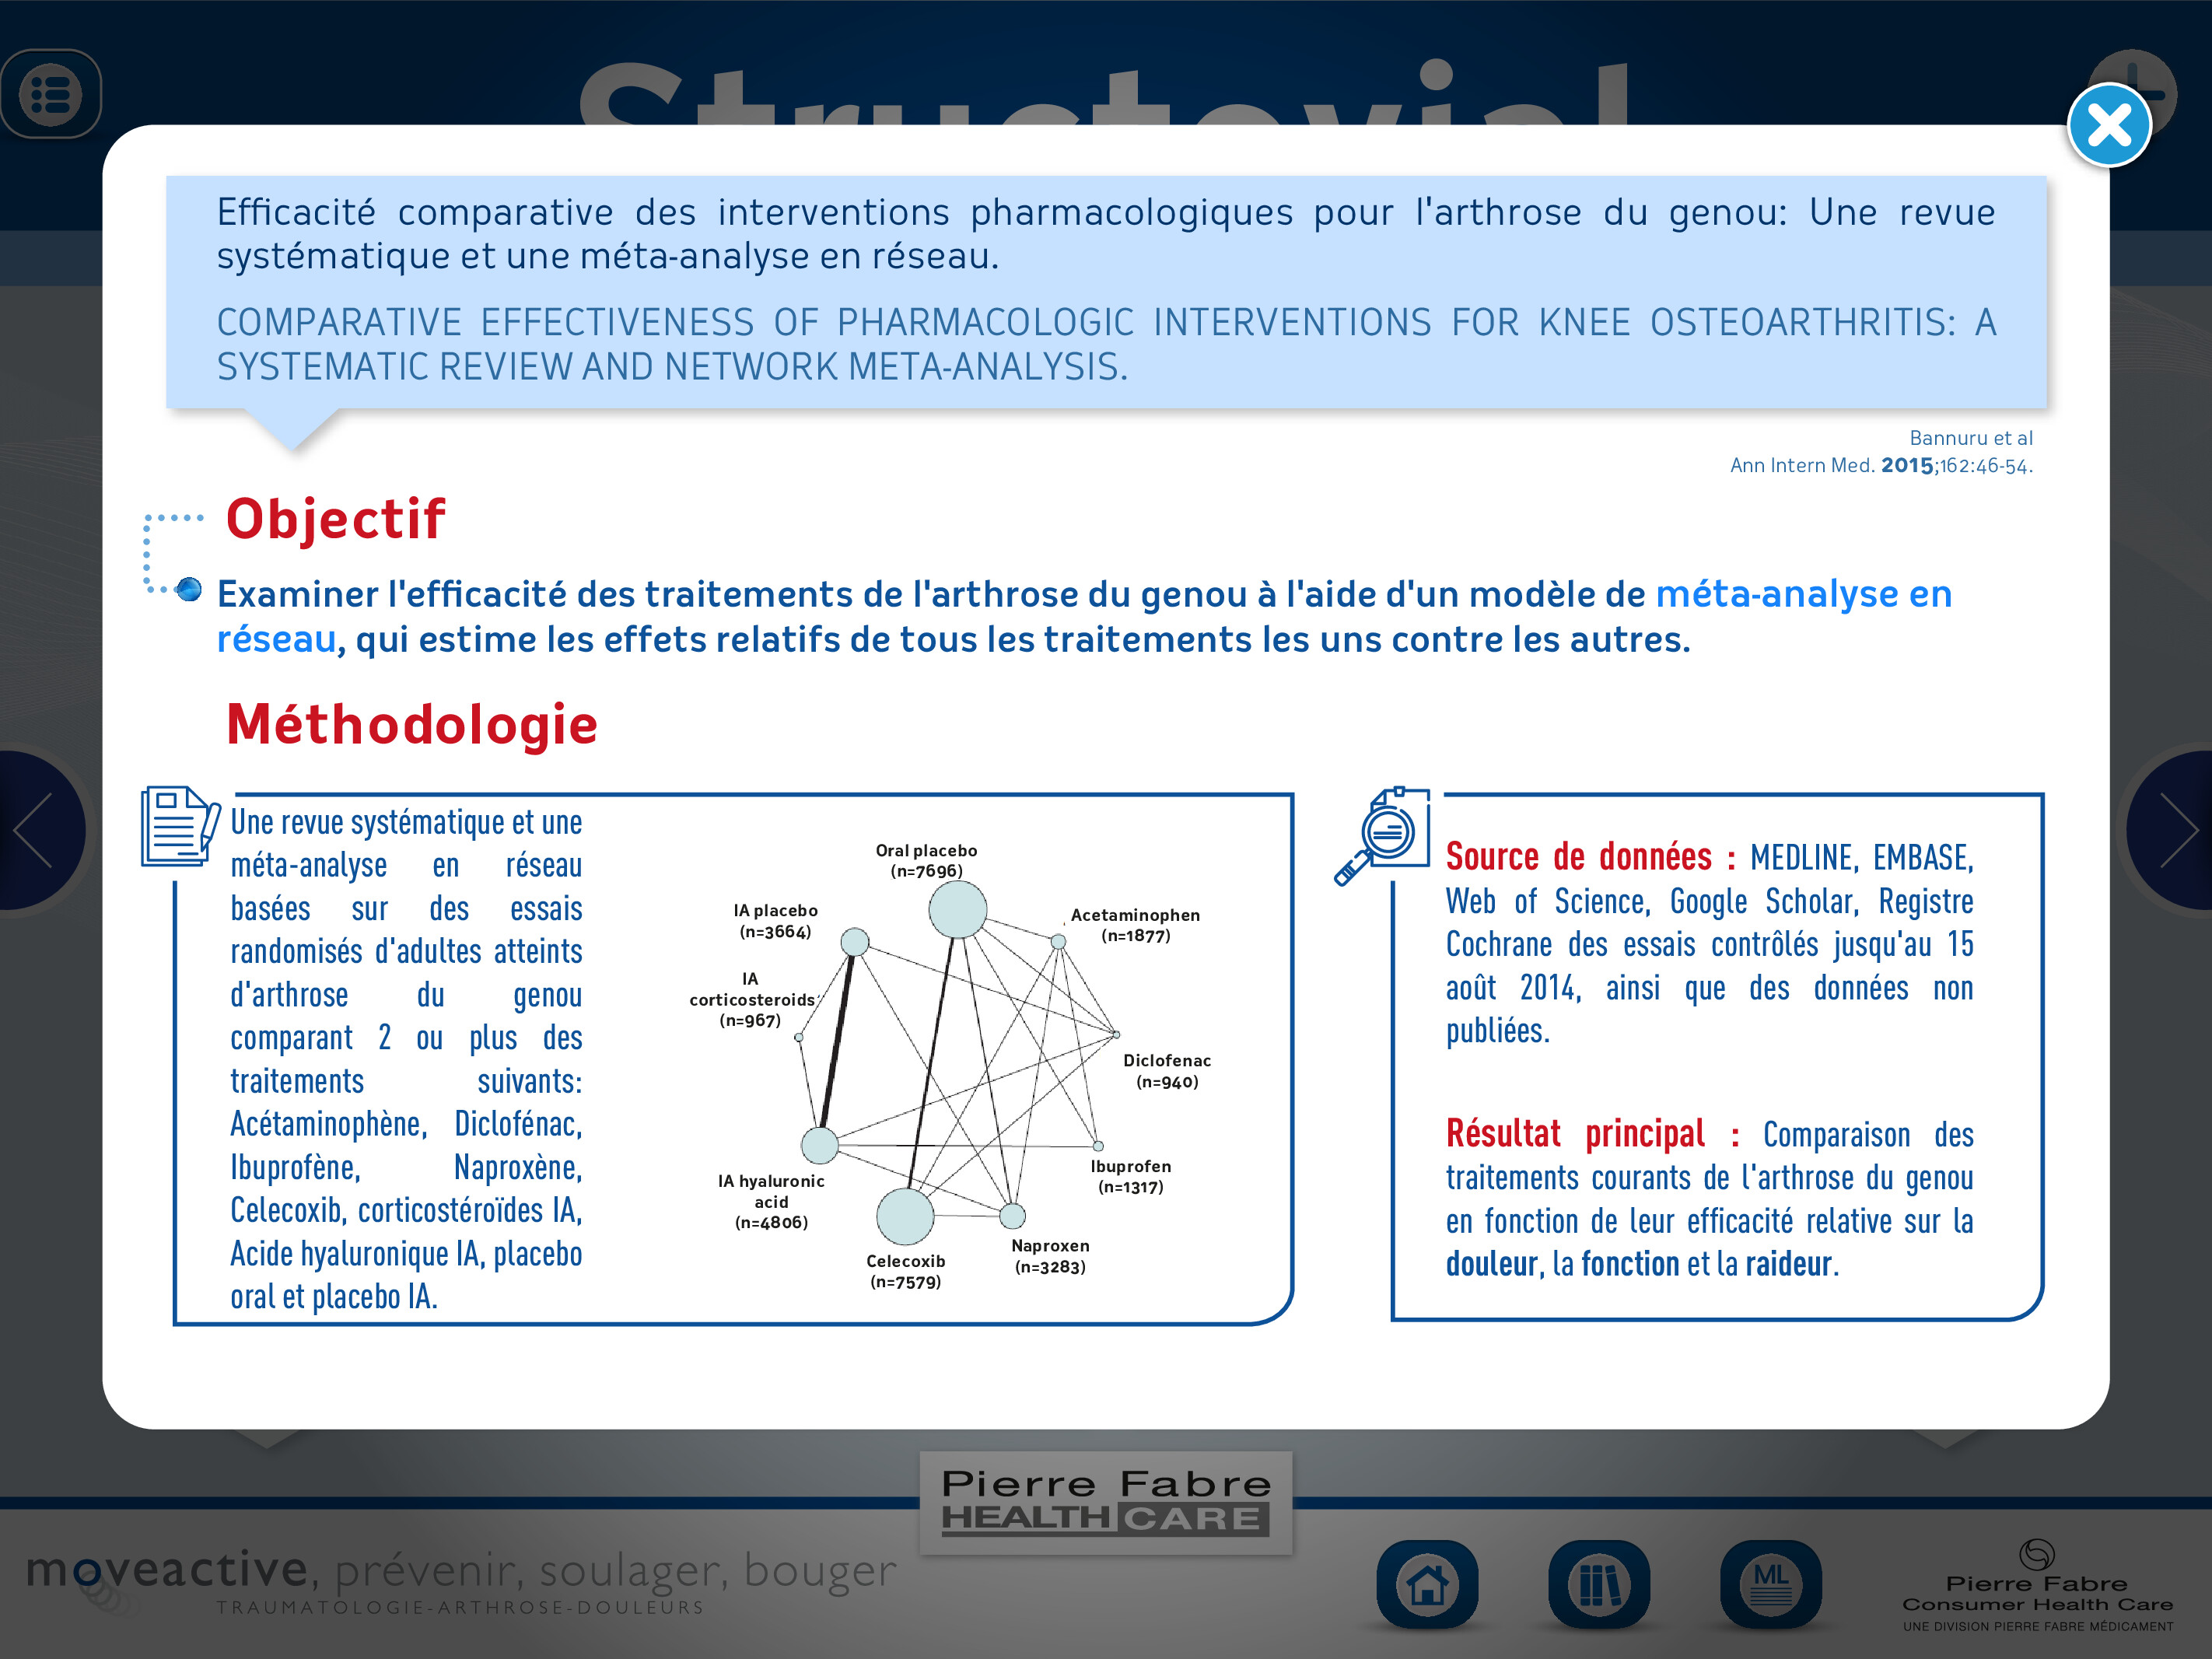 Structovial
Efficacité comparative des interventions pharmacologiques pour l'arthrose du genou: Une revue
systématique et une méta-analyse en réseau.
COMPARATIVE EFFECTIVENESS OF PHARMACOLOGIC INTERVENTIONS FOR KNEE OSTEOARTHRITIS: A
SYSTEMATIC REVIEW AND NETWORK META-ANALYSIS.
Bannuru et al
Ann Intern Med. 2015;162:46-54.
Objectif
Examiner l'efficacité des traitements de l'arthrose du genou à l'aide d'un modèle de méta-analyse en
réseau, qui estime les effets relatifs de tous les traitements les uns contre les autres.
Méthodologie
Une revue systématique et une
méta-analyse en réseau
basées sur des essais
randomisés d'adultes atteints
d'arthrose du genou
comparant 2 ou plus des
traitements suivants:
Acétaminophène, Diclofénac,
Ibuprofène, Naproxène,
Celecoxib, corticostéroïdes IA,
Acide hyaluronique IA, placebo
oral et placebo IA.
Oral placebo
(n=7696)
IA placebo
(n=3664)
Acetaminophen
(n=1877)
IA
corticosteroids
(n=967)
Diclofenac
(n=940)
Ibuprofen
(n=1317)
IA hyaluronic
acid
(n=4806)
Naproxen
(n=3283)
Celecoxib
(n=7579)
Source de données : MEDLINE, EMBASE,
Web of Science, Google Scholar, Registre
Cochrane des essais contrôlés jusqu'au 15
août 2014, ainsi que des données non
publiées.
Résultat principal : Comparaison des
traitements courants de l'arthrose du genou
en fonction de leur efficacité relative sur la
douleur, la fonction et la raideur.
Pierre Fabre
HEALTH CARE
moveactive, prévenir, soulager, bouger
TRAUMATOLOGIE-ARTHROSE-DOULEURS
ML
Pierre Fabre
Consumer Health Care
UNE DIVISION PIERRE FABRE MÉDICAMENT